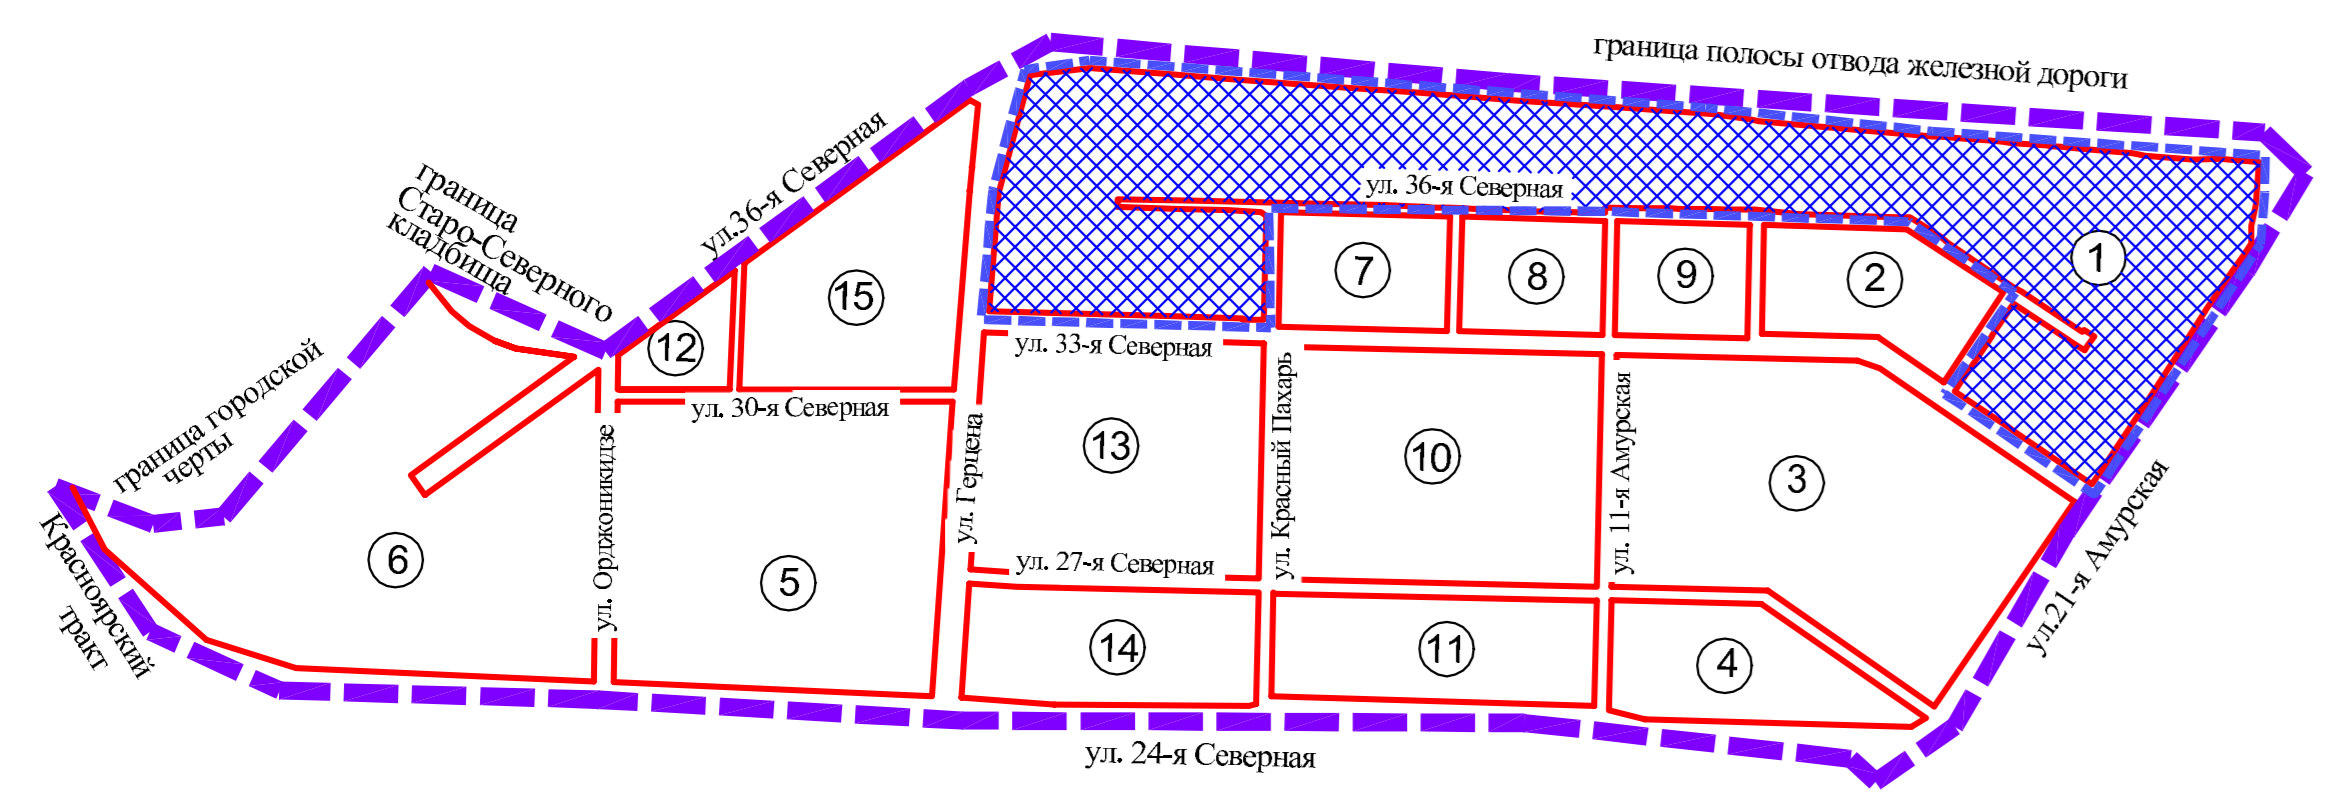 граница полосы отвода железной дороги
ул.36-я Северная
граница
Старо-Северного
кладбища
ул. 36-я Северная
1
7
8
9
2
15
12
ул. 33-я Северная
граница городской
черты
ул. 30-я Северная
ул. Орджоникидзе
ул. Герцена
ул. Красный Пахарь
ул. 11-я Амурская
13
10
3
Красноярский
тракт
6
5
ул. 27-я Северная
ул.21-я Амурская
14
11
4
ул. 24-я Северная